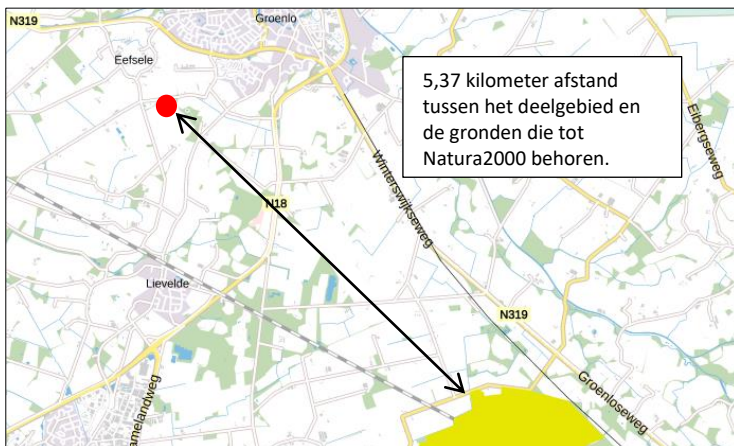 N319
Groenlo
Eefsele
5,37 kilometer afstand
tussen het deelgebied en
de gronden die tot
Natura2000 behoren.
Eibergseweg
Winterswijkseweg
N18
Lievelde
N319
Groenloseweg
amelandweg